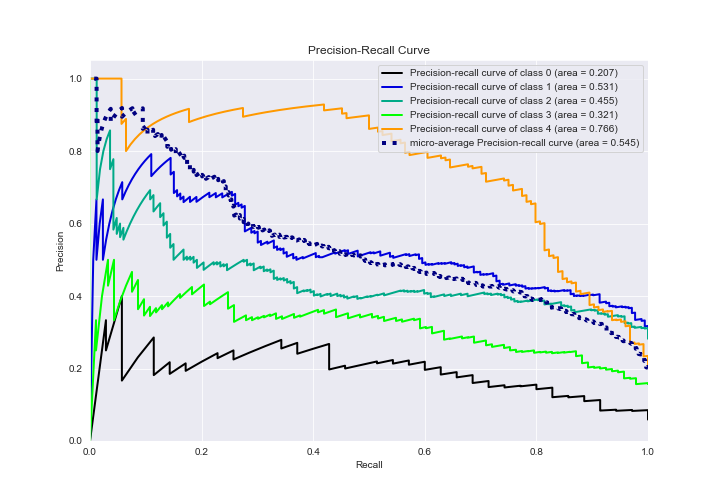 Precision-Recall Curve
Precision-recall curve of class 0 (area = 0.207)
Precision-recall curve of class 1 (area = 0.531)
Precision-recall curve of class 2 (area = 0.455)
Precision-recall curve of class 3 (area = 0.321)
Precision-recall curve of class 4 (area = 0.766)
micro-average Precision-recall curve (area = 0.545)
Precision
1.0
0.8
0.6
0.4
0.2
0.0
0.0 0.2 0.4 0.6 0.8 1.0
Recall